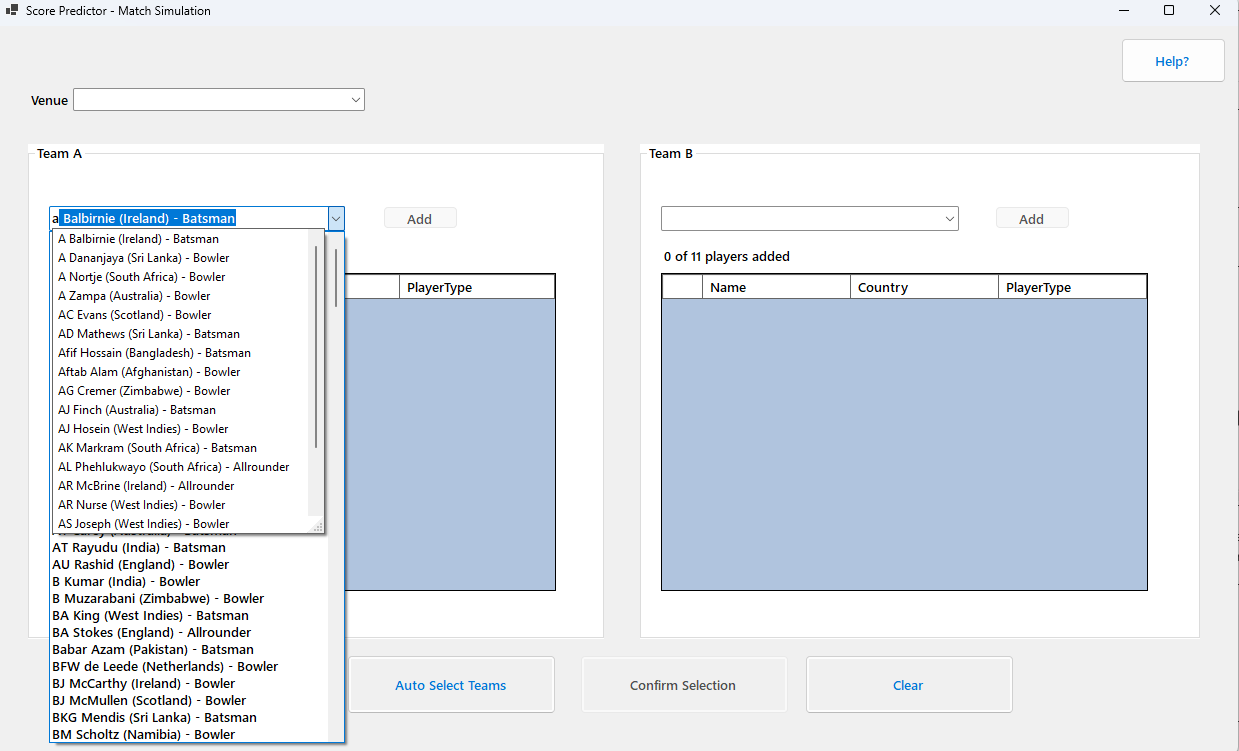 Score Predictor - Match Simulation
Help?
Venue
Team A
Team B
a Balbirnie (Ireland) - Batsman
Add
Add
A Balbirnie (Ireland) - Batsman
A Dananjaya (Sri Lanka) - Bowler
A Nortje (South Africa) - Bowler
A Zampa (Australia) - Bowler
AC Evans (Scotland) - Bowler
AD Mathews (Sri Lanka) - Batsman
Afif Hossain (Bangladesh) - Batsman
Aftab Alam (Afghanistan) - Bowler
AG Cremer (Zimbabwe) - Bowler
AJ Finch (Australia) - Batsman
AJ Hosein (West Indies) - Bowler
AK Markram (South Africa) - Batsman
AL Phehlukwayo (South Africa) - Allrounder
AR McBrine (Ireland) - Allrounder
AR Nurse (West Indies) - Bowler
AS Joseph (West Indies) - Bowler
AT Rayudu (India) - Batsman
AU Rashid (England) - Bowler
B Kumar (India) - Bowler
B Muzarabani (Zimbabwe) - Bowler
BA King (West Indies) - Batsman
BA Stokes (England) - Allrounder
Babar Azam (Pakistan) - Batsman
BFW de Leede (Netherlands) - Bowler
BJ McCarthy (Ireland) - Bowler
BJ McMullen (Scotland) - Bowler
BKG Mendis (Sri Lanka) - Batsman
BM Scholtz (Namibia) - Bowler
PlayerType
0 of 11 players added
Name Country PlayerType
Auto Select Teams
Confirm Selection
Clear